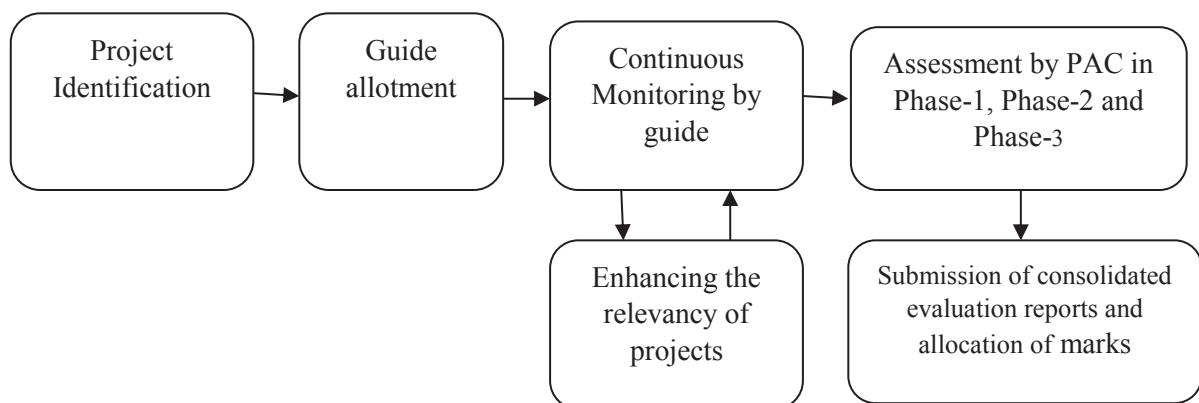 Project
Identification
Guide
allotment
Continuous
Monitoring by
guide
Assessment by PAC in
Phase-1, Phase-2 and
Phase-3
Enhancing the
relevancy of
projects
Submission of consolidated
evaluation reports and
allocation of marks